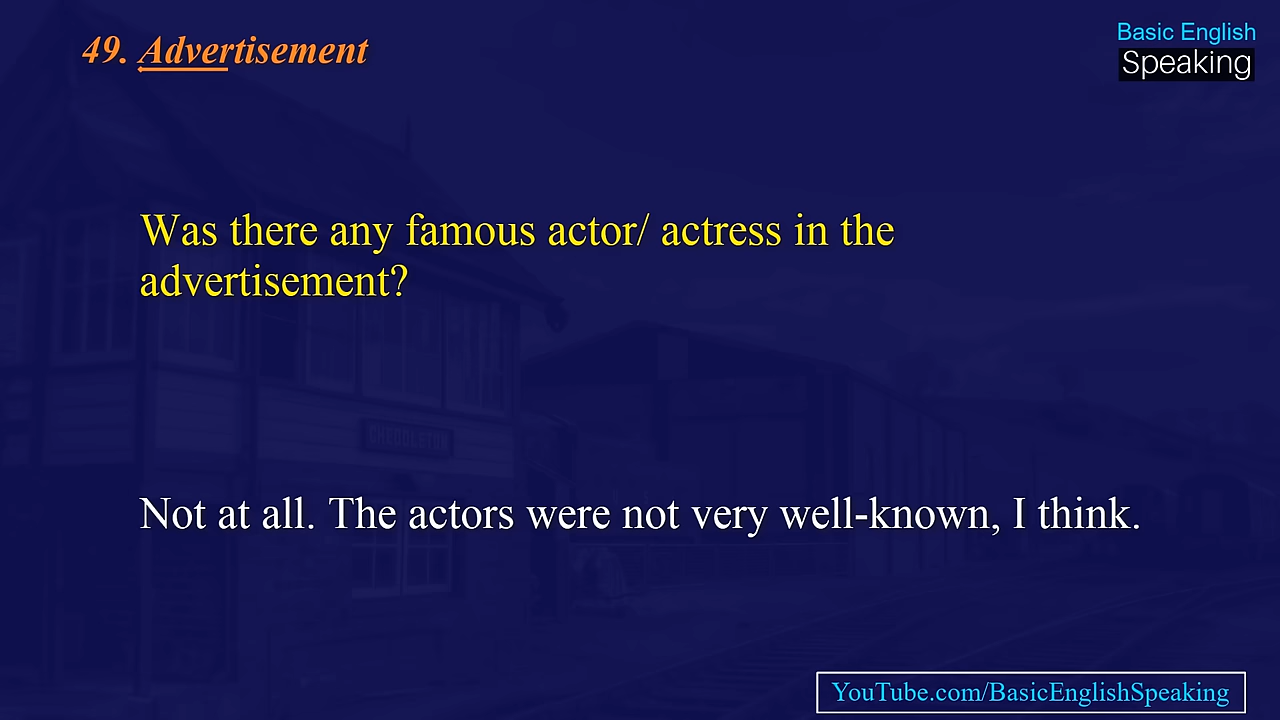 49. Advertisement
Basic English
Speaking
Was there any famous actor/ actress in the
advertisement?
CHEDDLETON
Not at all. The actors were not very well-known, I think.
YouTube.com/BasicEnglishSpeaking